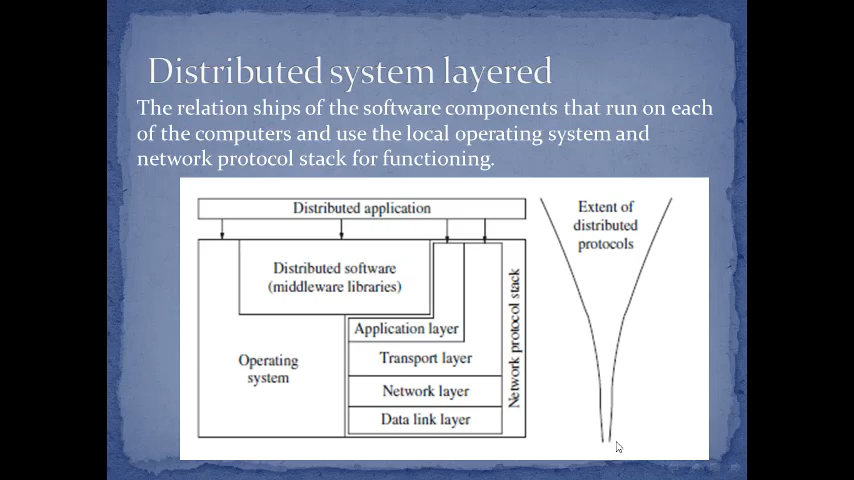 Distributed system layered
The relation ships of the software components that run on each
of the computers and use the local operating system and
network protocol stack for functioning.
Distributed application
Extent of
distributed
protocols
Distributed software
(middleware libraries)
Network protocol stack
Application layer
Operating
system
Transport layer
Network layer
Data link layer